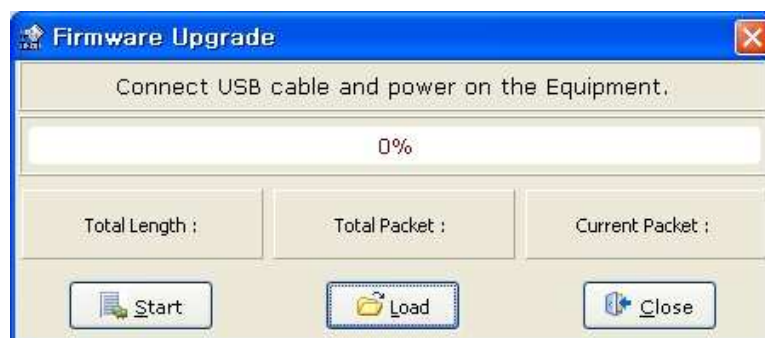 Firmware Upgrade
Connect USB cable and power on the Equipment.
0%
Total Length : Total Packet : Current Packet :
Start Load Close